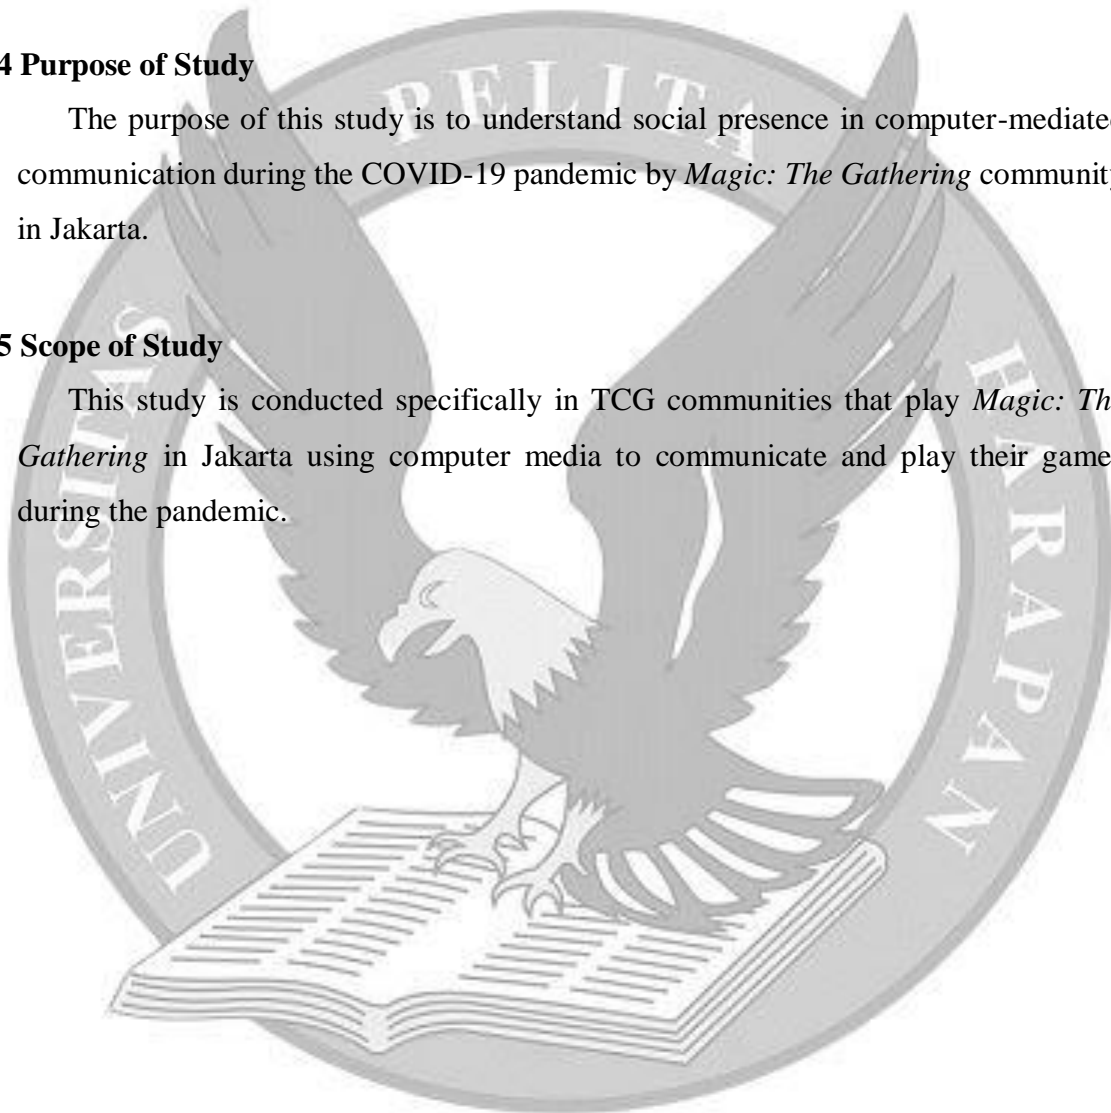 4 Purpose of Study
The purpose of this study is to understand social presence in computer-mediate
communication during the COVID-19 pandemic by Magic: The Gathering community
in Jakarta.
5 Scope of Study
This study is conducted specifically in TCG communities that play Magic: Th
Gathering in Jakarta using computer media to communicate and play their game
during the pandemic.
UNIVERSITAS PELITA HARAPAN